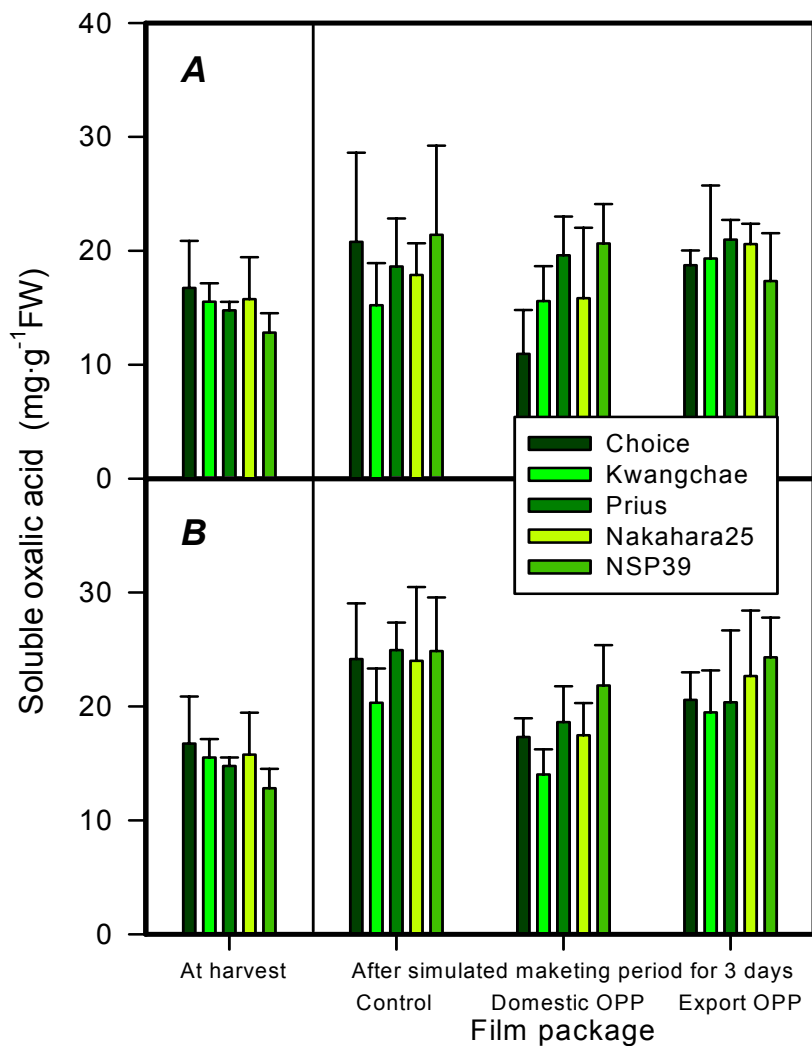 40
30
20
10
0
30
20
10
0
Soluble oxalic acid (mg·g⁻¹FW)
A
B
Choice
Kwangchae
Prius
Nakahara25
NSP39
At harvest
After simulated maketing period for 3 days
Control Domestic OPP Export OPP
Film package